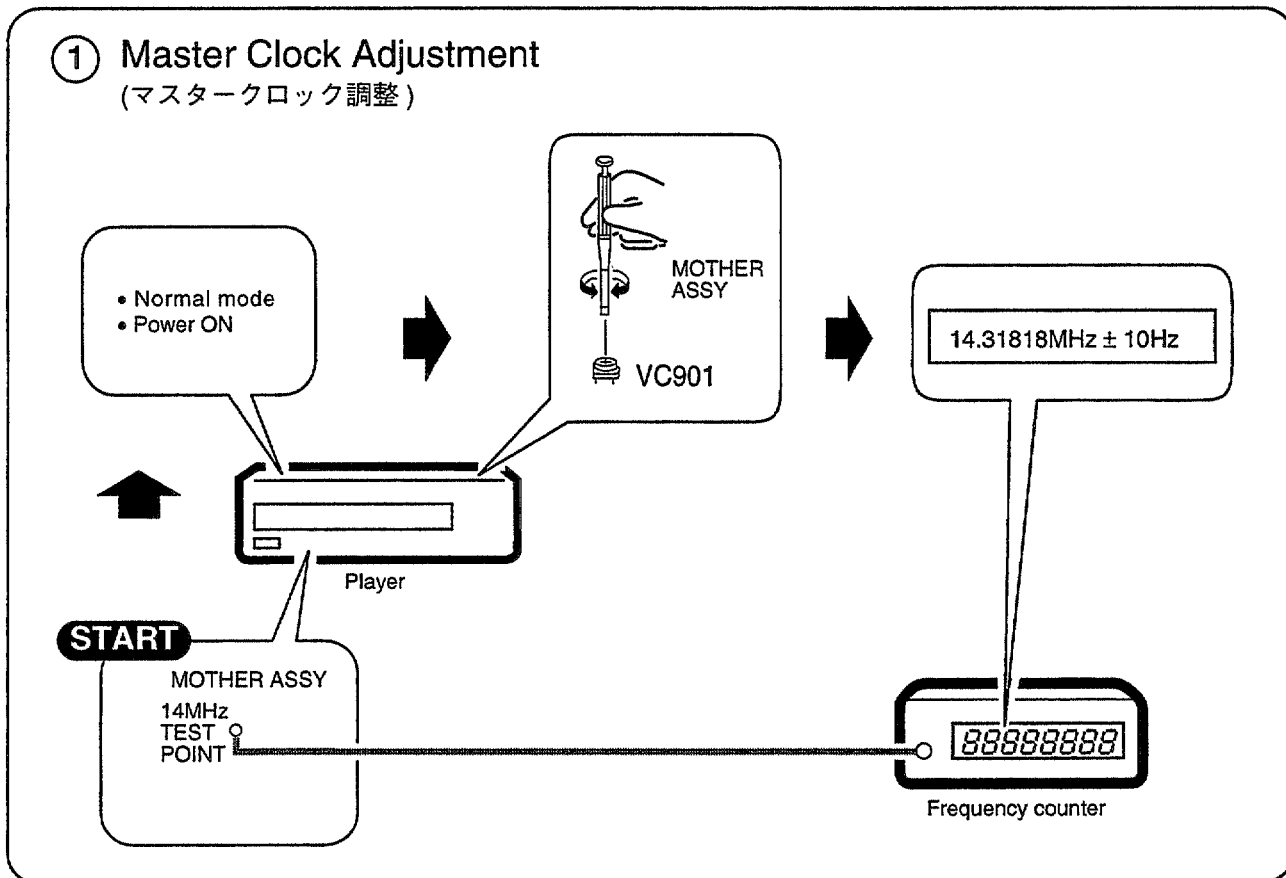 ① Master Clock Adjustment
(マスタークロック調整)
• Normal mode
• Power ON
MOTHER
ASSY
VC901
14.31818MHz ± 10Hz
Player
START
MOTHER ASSY
14MHz
TEST
POINT
88888888
Frequency counter